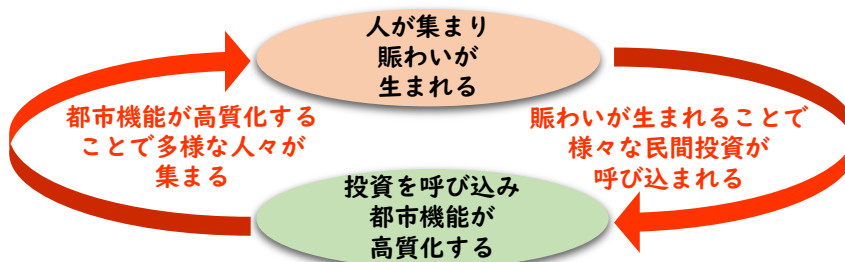 人が集まり
賑わいが
生まれる
都市機能が高質化する
ことで多様な人々が
集まる
賑わいが生まれることで
様々な民間投資が
呼び込まれる
投資を呼び込み
都市機能が
高質化する